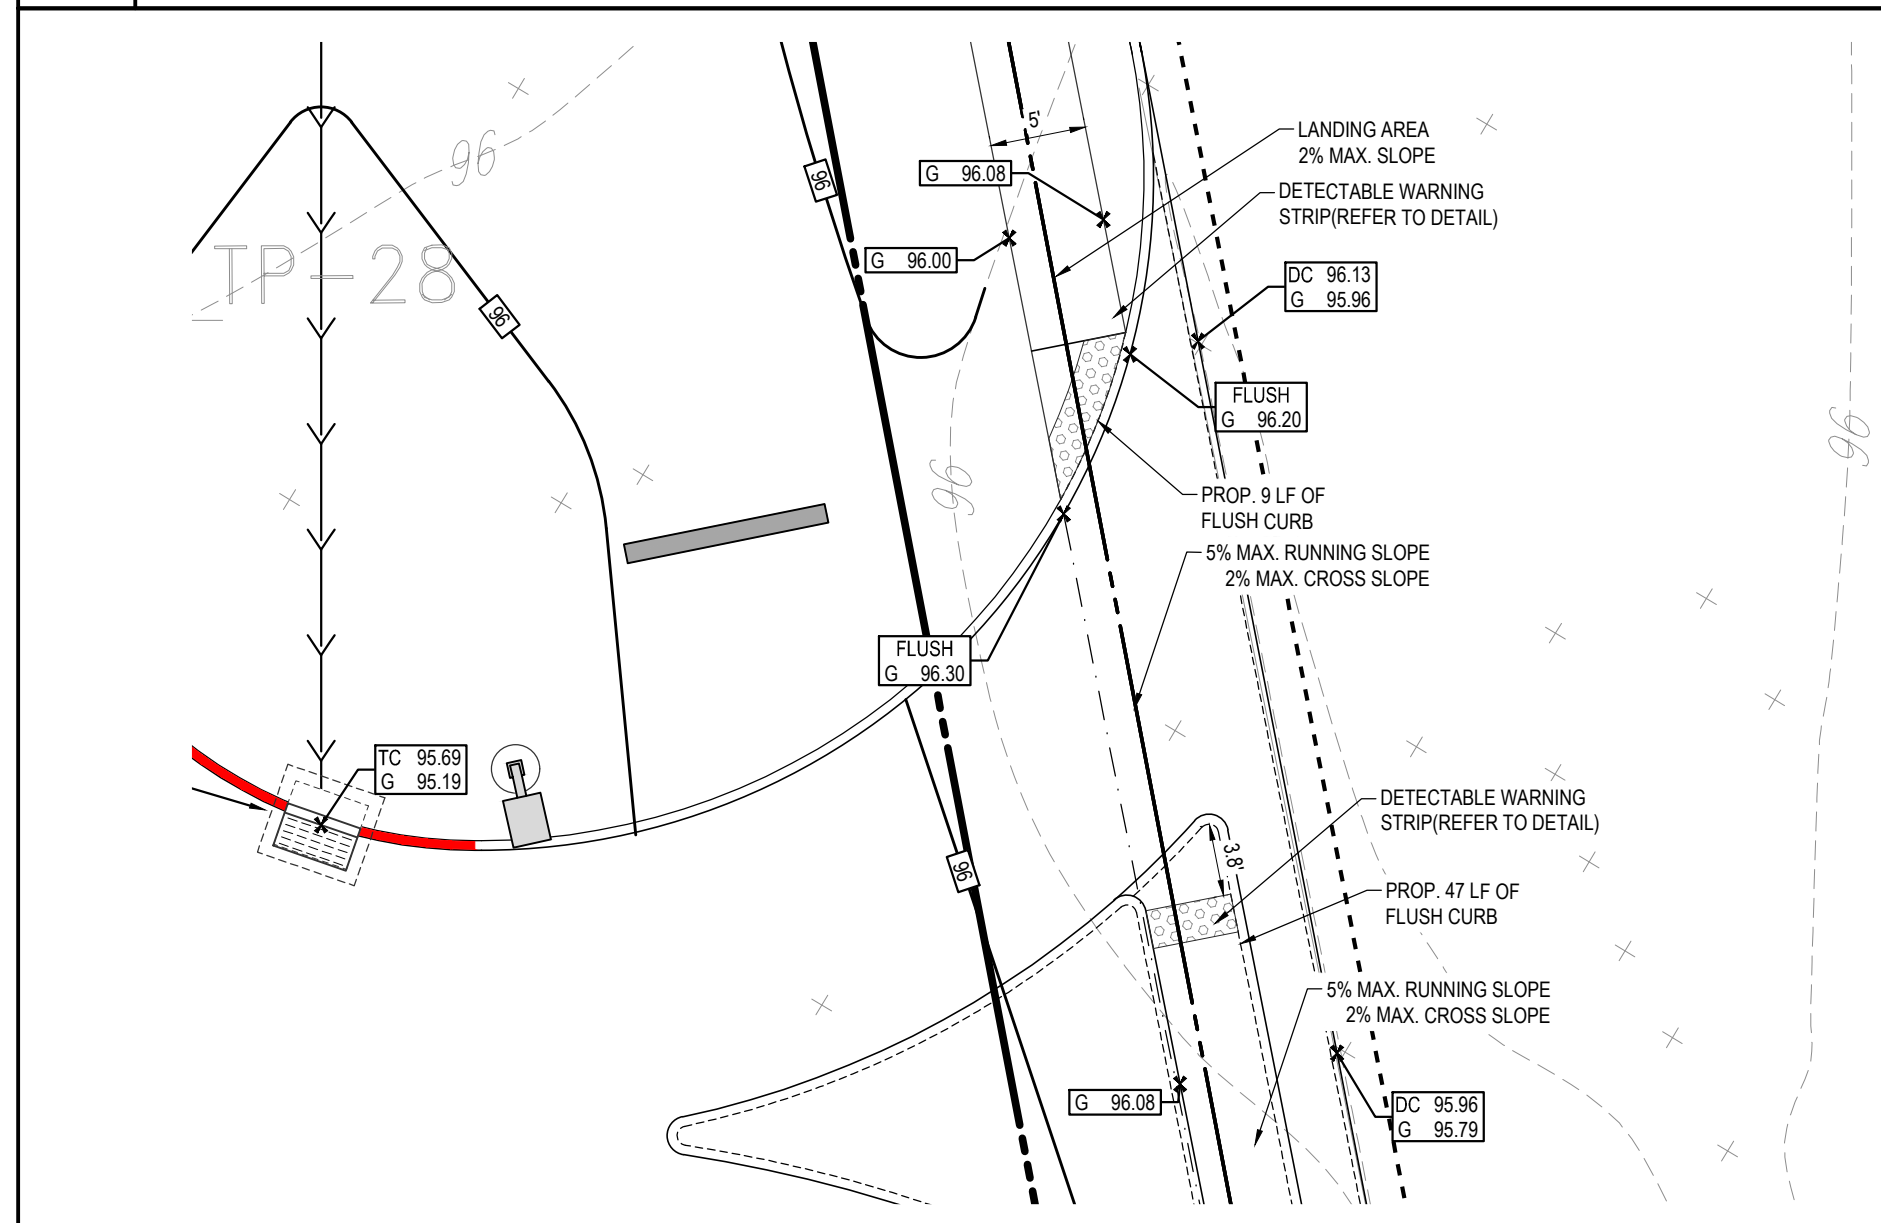 5'
LANDING AREA
2% MAX. SLOPE
96
96
G 96.08
DETECTABLE WARNING
STRIP(REFER TO DETAIL)
G 96.00
TP-28
DC 96.13
G 95.96
96
FLUSH
G 96.20
96
96
PROP. 9 LF OF
FLUSH CURB
5% MAX. RUNNING SLOPE
2% MAX. CROSS SLOPE
FLUSH
G 96.30
TC 95.69
G 95.19
DETECTABLE WARNING
STRIP(REFER TO DETAIL)
3.8'
96
PROP. 47 LF OF
FLUSH CURB
5% MAX. RUNNING SLOPE
2% MAX. CROSS SLOPE
G 96.08
DC 95.96
G 95.79